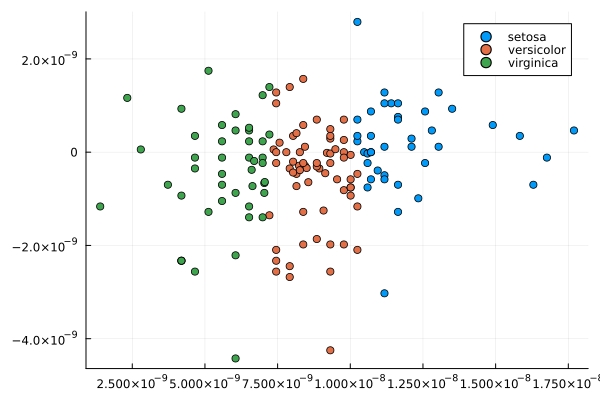 setosa
versicolor
virginica
2.0×10⁻⁹
0
−2.0×10⁻⁹
−4.0×10⁻⁹
2.500×10⁻⁹ 5.000×10⁻⁹ 7.500×10⁻⁹ 1.000×10⁻⁸ 1.250×10⁻⁸ 1.500×10⁻⁸ 1.750×10⁻⁸